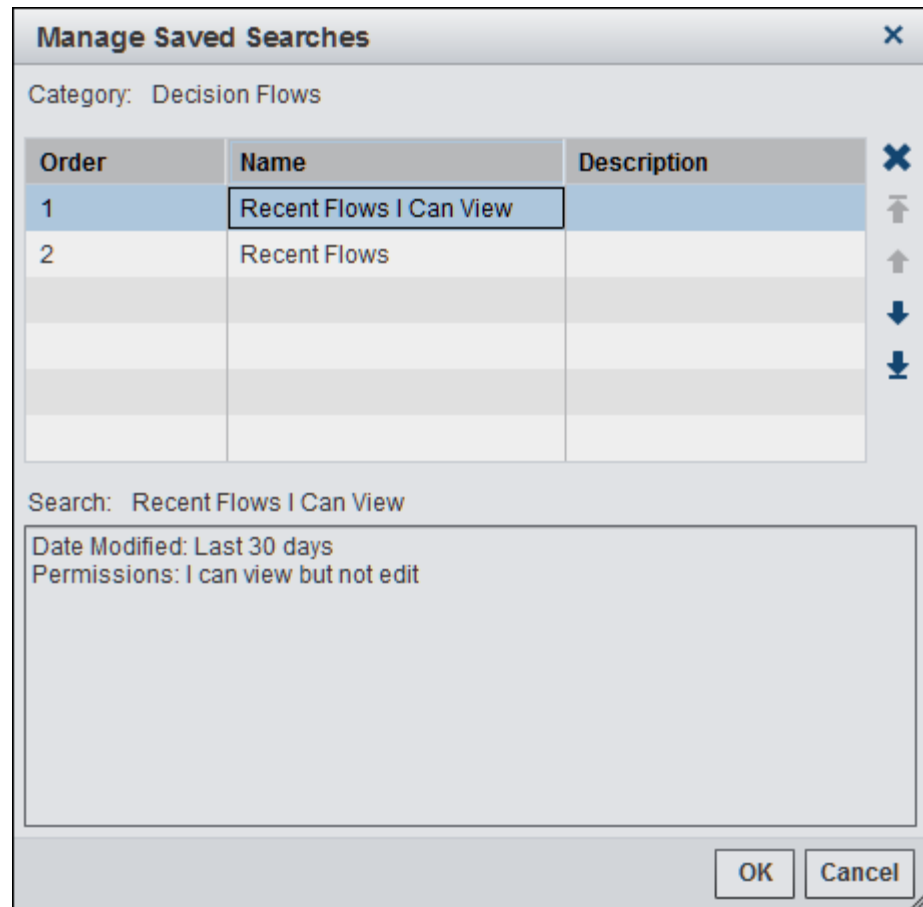 Manage Saved Searches
Category: Decision Flows
Order Name Description
1 Recent Flows I Can View
2 Recent Flows
Search: Recent Flows I Can View
Date Modified: Last 30 days
Permissions: I can view but not edit
OK Cancel